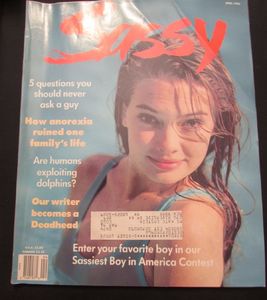 Sassy
5 questions you
should never
ask a guy
How anorexia
ruined one
family's life
Are humans
exploiting
dolphins?
Our writer
becomes a
Deadhead
Enter your favorite boy in our
Sassiest Boy in America Contest